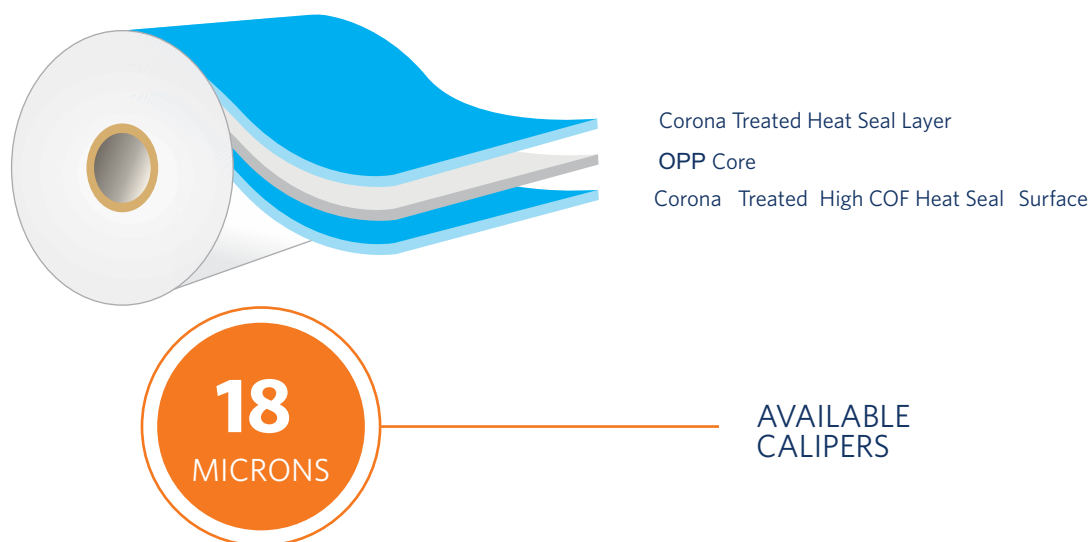 Corona Treated Heat Seal Layer
OPP Core
Corona Treated High COF Heat Seal Surface
18
MICRONS
AVAILABLE
CALIPERS